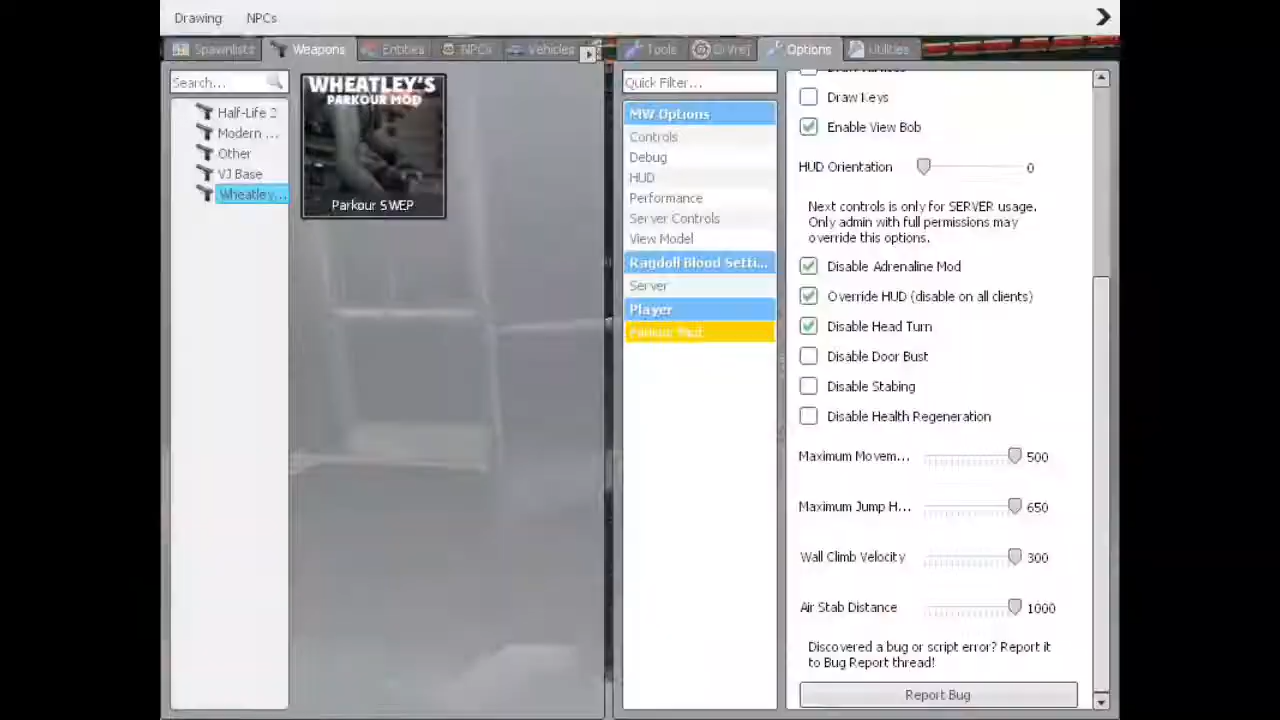 Drawing NPCs
Spawnlists Weapons Entities NPCs Vehicles
Tools Options Utilities
Search...
Half-Life 2
Modern ...
Other
VJ Base
Wheatley...
WHEATLEY'S
PARKOUR MOD
Parkour SWEP
Quick Filter...
MW Options
Controls
Debug
HUD
Performance
Server Controls
View Model
Ragdoll Blood Setti...
Server
Player
Parkour Mod
Draw Keys
Enable View Bob
HUD Orientation 0
Next controls is only for SERVER usage.
Only admin with full permissions may
override this options.
Disable Adrenaline Mod
Override HUD (disable on all clients)
Disable Head Turn
Disable Door Bust
Disable Stabing
Disable Health Regeneration
Maximum Movem... 500
Maximum Jump H... 650
Wall Climb Velocity 300
Air Stab Distance 1000
Discovered a bug or script error? Report it
to Bug Report thread!
Report Bug